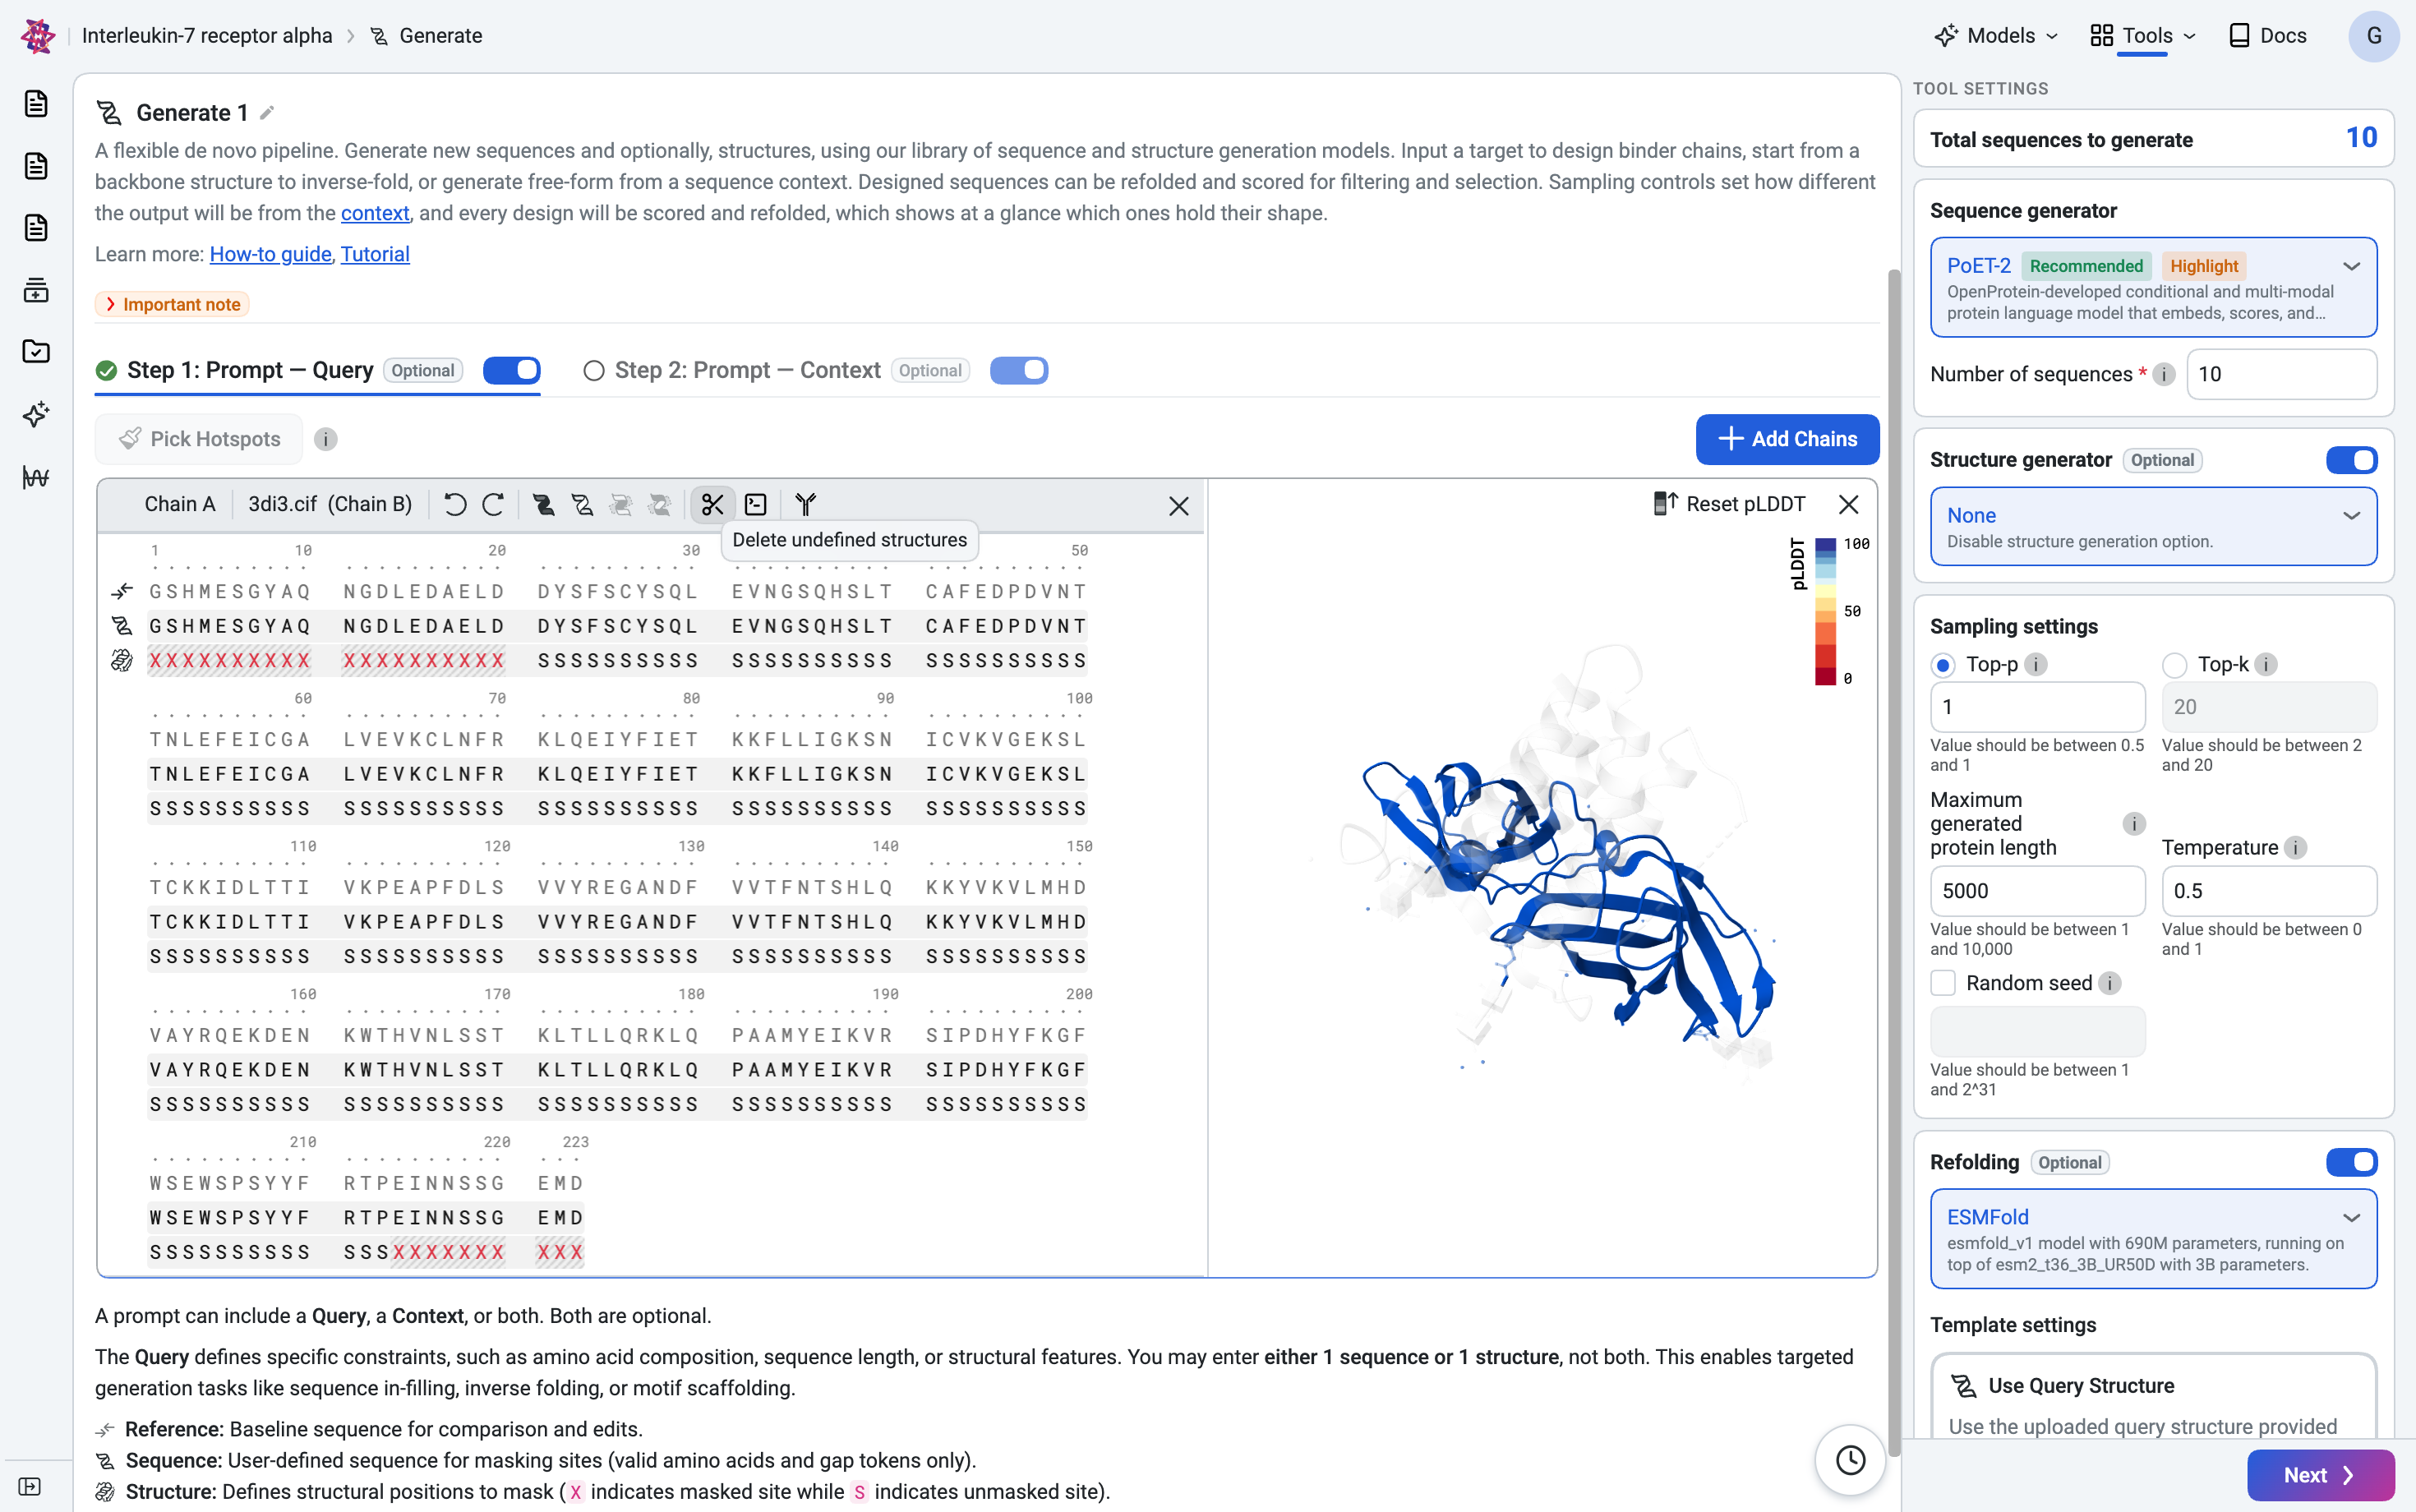 Interleukin-7 receptor alpha > Generate
Models
Tools
Docs
G
Generate 1
A flexible de novo pipeline. Generate new sequences and optionally, structures, using our library of sequence and structure generation models. Input a target to design binder chains, start from a
backbone structure to inverse-fold, or generate free-form from a sequence context. Designed sequences can be refolded and scored for filtering and selection. Sampling controls set how different
the output will be from the context, and every design will be scored and refolded, which shows at a glance which ones hold their shape.
Learn more: How-to guide, Tutorial
Important note
Step 1: Prompt — Query Optional
Step 2: Prompt — Context Optional
Pick Hotspots
Add Chains
Chain A 3di3.cif (Chain B)
Delete undefined structures
1 10 20 30 50
GSHMESGYAQ NGDLEDAELD DYSFSCYSQL EVNGSQHSLT CAFEDPDVNT
GSHMESGYAQ NGDLEDAELD DYSFSCYSQL EVNGSQHSLT CAFEDPDVNT
XXXXXXXXXX XXXXXXXXXX SSSSSSSSSS SSSSSSSSSS SSSSSSSSSS
60 70 80 90 100
TNLEFEICGA LVEVKCLNFR KLQEIYFIET KKFLLIGKSN ICVKVGEKSL
TNLEFEICGA LVEVKCLNFR KLQEIYFIET KKFLLIGKSN ICVKVGEKSL
SSSSSSSSSS SSSSSSSSSS SSSSSSSSSS SSSSSSSSSS SSSSSSSSSS
110 120 130 140 150
TCKKIDLTTI VKPEAPFDLS VVYREGANDF VVTFNTSHLQ KKYVKVLMHD
TCKKIDLTTI VKPEAPFDLS VVYREGANDF VVTFNTSHLQ KKYVKVLMHD
SSSSSSSSSS SSSSSSSSSS SSSSSSSSSS SSSSSSSSSS SSSSSSSSSS
160 170 180 190 200
VAYRQEKDEN KWTHVNLSST KLTLLQRKLQ PAAMYEIKVR SIPDHYFKGF
VAYRQEKDEN KWTHVNLSST KLTLLQRKLQ PAAMYEIKVR SIPDHYFKGF
SSSSSSSSSS SSSSSSSSSS SSSSSSSSSS SSSSSSSSSS SSSSSSSSSS
210 220 223
WSEWSPSYYF RTPEINNSSG EMD
WSEWSPSYYF RTPEINNSSG EMD
SSSSSSSSSS SSSXXXXXXX XXX
Reset pLDDT
pLDDT
100
50
0
A prompt can include a Query, a Context, or both. Both are optional.
The Query defines specific constraints, such as amino acid composition, sequence length, or structural features. You may enter either 1 sequence or 1 structure, not both. This enables targeted
generation tasks like sequence in-filling, inverse folding, or motif scaffolding.
Reference: Baseline sequence for comparison and edits.
Sequence: User-defined sequence for masking sites (valid amino acids and gap tokens only).
Structure: Defines structural positions to mask (X indicates masked site while S indicates unmasked site).
TOOL SETTINGS
Total sequences to generate 10
Sequence generator
PoET-2 Recommended Highlight
OpenProtein-developed conditional and multi-modal
protein language model that embeds, scores, and...
Number of sequences * 10
Structure generator Optional
None
Disable structure generation option.
Sampling settings
Top-p
Top-k
1
20
Value should be between 0.5
and 1
Value should be between 2
and 20
Maximum
generated
protein length
Temperature
5000
0.5
Value should be between 1
and 10,000
Value should be between 0
and 1
Random seed
Value should be between 1
and 2^31
Refolding Optional
ESMFold
esmfold_v1 model with 690M parameters, running on
top of esm2_t36_3B_UR50D with 3B parameters.
Template settings
Use Query Structure
Use the uploaded query structure provided
Next